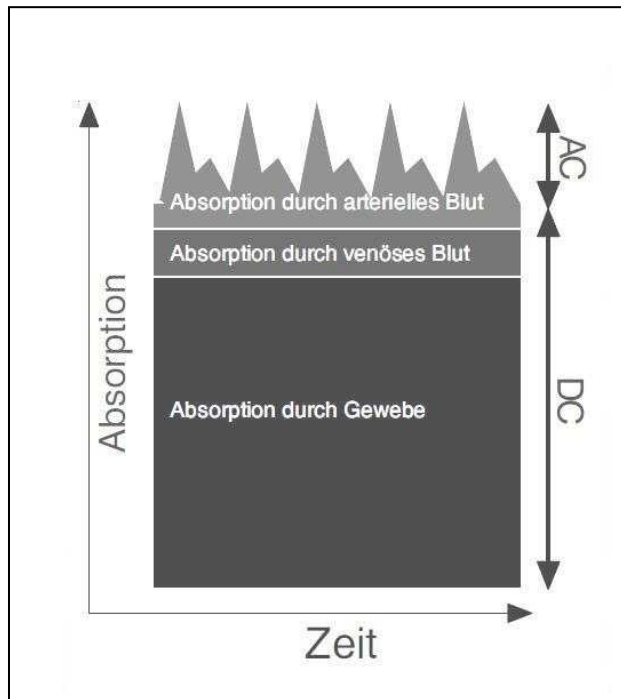 Absorption durch arterielles Blut
Absorption durch venöses Blut
Absorption durch Gewebe
Absorption
Zeit
AC
DC